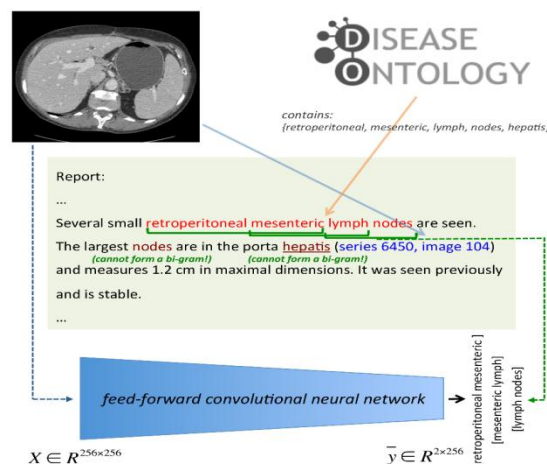 DISEASE
ONTOLOGY
contains:
{retroperitoneal, mesenteric, lymph, nodes, hepatis,
Report:
...
Several small retroperitoneal mesenteric lymph nodes are seen.
The largest nodes are in the porta hepatis (series 6450, image 104)
(cannot form a bi-gram!) (cannot form a bi-gram!)
and measures 1.2 cm in maximal dimensions. It was seen previously
and is stable.
...
feed-forward convolutional neural network
[retroperitoneal mesenteric]
[mesenteric lymph]
[lymph nodes]
X ∈ R^{256×256}
y̅ ∈ R^{2×256}